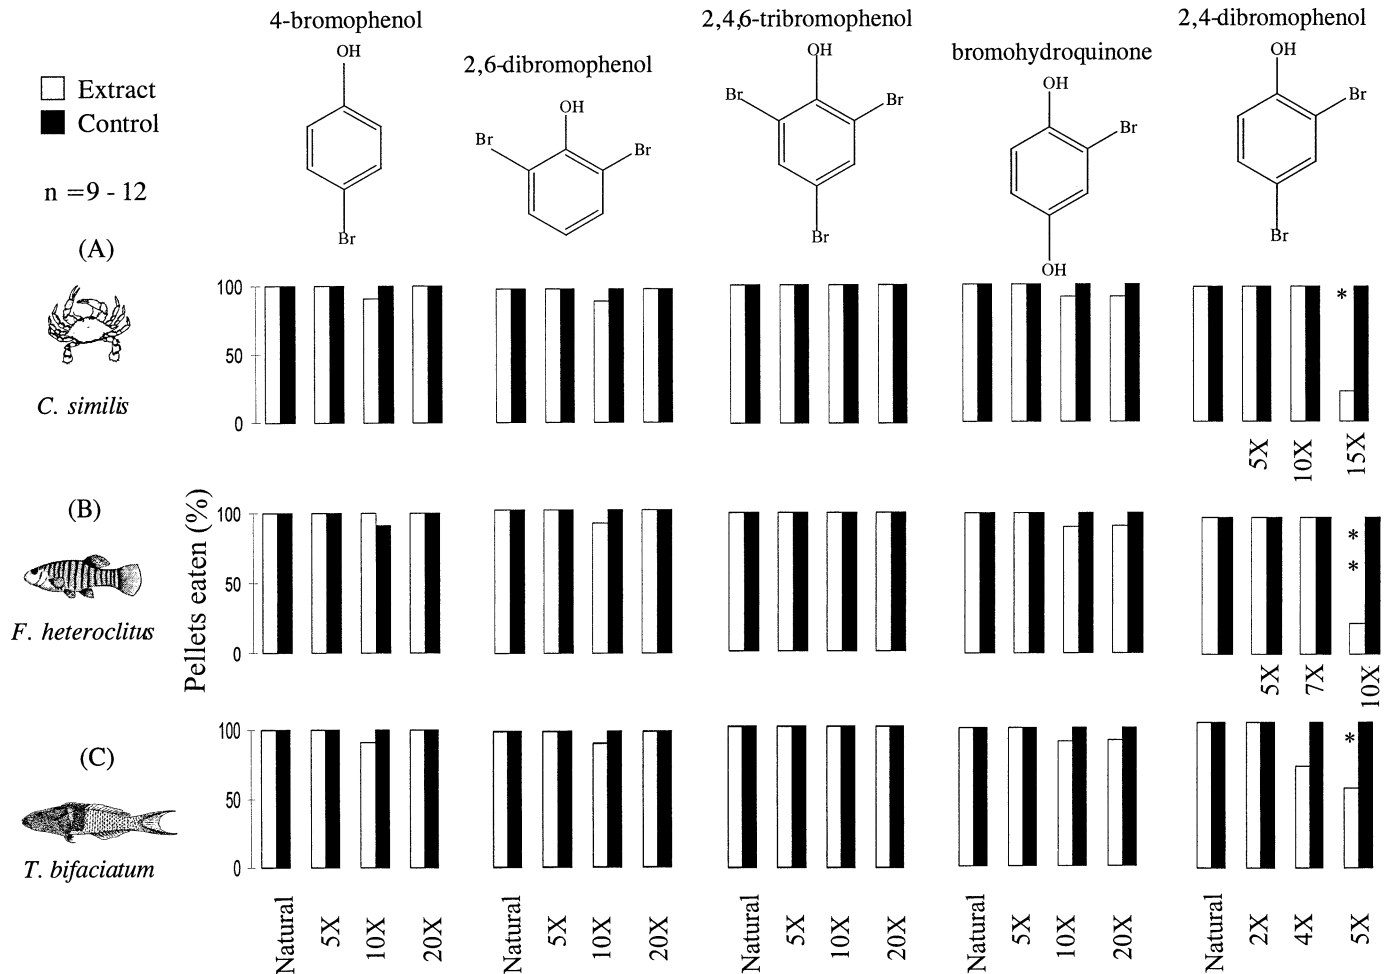 4-bromophenol
2,6-dibromophenol
2,4,6-tribromophenol
bromohydroquinone
2,4-dibromophenol
OH
Br
OH
Br
Br
OH
Br
Br
Br
OH
Br
OH
OH
Br
Br
Extract
Control
n =9 - 12
(A)
C. similis
100
50
0
*
5X
10X
15X
Pellets eaten (%)
(B)
F. heteroclitus
100
50
0
*
*
5X
7X
10X
(C)
T. bifaciatum
100
50
0
*
Natural
5X
10X
20X
Natural
5X
10X
20X
Natural
5X
10X
20X
Natural
5X
10X
20X
Natural
2X
4X
5X